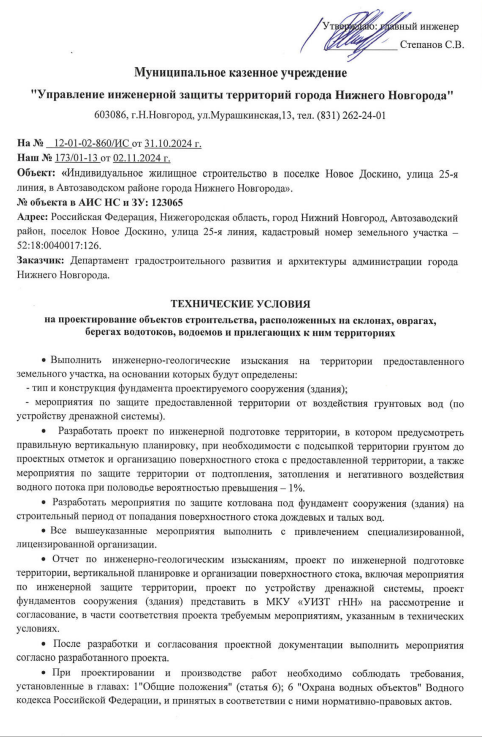 Утверждаю: главный инженер
Степанов С.В.
Муниципальное казенное учреждение
"Управление инженерной защиты территорий города Нижнего Новгорода"
603086, г.Н.Новгород, ул.Мурашкинская,13, тел. (831) 262-24-01
На № 12-01-02-860/ИС от 31.10.2024 г.
Наш № 173/01-13 от 02.11.2024 г.
Объект: «Индивидуальное жилищное строительство в поселке Новое Доскино, улица 25-я
линия, в Автозаводском районе города Нижнего Новгорода».
№ объекта в АИС НС и ЗУ: 123065
Адрес: Российская Федерация, Нижегородская область, город Нижний Новгород, Автозаводский
район, поселок Новое Доскино, улица 25-я линия, кадастровый номер земельного участка –
52:18:0040017:126.
Заказчик: Департамент градостроительного развития и архитектуры администрации города
Нижнего Новгорода.
ТЕХНИЧЕСКИЕ УСЛОВИЯ
на проектирование объектов строительства, расположенных на склонах, оврагах,
берегах водотоков, водоемов и прилегающих к ним территориях
• Выполнить инженерно-геологические изыскания на территории предоставленного
земельного участка, на основании которых будут определены:
- тип и конструкция фундамента проектируемого сооружения (здания);
- мероприятия по защите предоставленной территории от воздействия грунтовых вод (по
устройству дренажной системы).
• Разработать проект по инженерной подготовке территории, в котором предусмотреть
правильную вертикальную планировку, при необходимости с подсыпкой территории грунтом до
проектных отметок и организацию поверхностного стока с предоставленной территории, а также
мероприятия по защите территории от подтопления, затопления и негативного воздействия
водного потока при половодье вероятностью превышения – 1%.
• Разработать мероприятия по защите котлована под фундамент сооружения (здания) на
строительный период от попадания поверхностного стока дождевых и талых вод.
• Все вышеуказанные мероприятия выполнить с привлечением специализированной,
лицензированной организации.
• Отчет по инженерно-геологическим изысканиям, проект по инженерной подготовке
территории, вертикальной планировке и организации поверхностного стока, включая мероприятия
по инженерной защите территории, проект по устройству дренажной системы, проект
фундаментов сооружения (здания) представить в МКУ «УИЗТ гНН» на рассмотрение и
согласование, в части соответствия проекта требуемым мероприятиям, указанным в технических
условиях.
• После разработки и согласования проектной документации выполнить мероприятия
согласно разработанного проекта.
• При проектировании и производстве работ необходимо соблюдать требования,
установленные в главах: 1"Общие положения" (статья 6); 6 "Охрана водных объектов" Водного
кодекса Российской Федерации, и принятых в соответствии с ними нормативно-правовых актов.